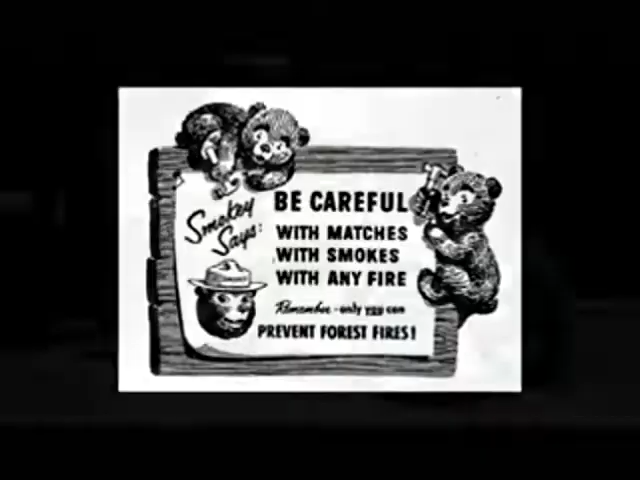 Smokey
Says:
BE CAREFUL
WITH MATCHES
WITH SMOKES
WITH ANY FIRE
Remember - only YOU can
PREVENT FOREST FIRES!